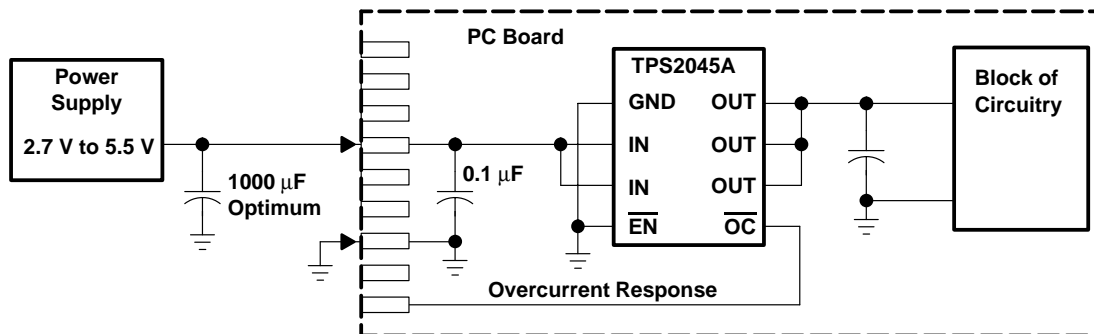 PC Board
Power
Supply
2.7 V to 5.5 V
1000 μF
Optimum
0.1 μF
TPS2045A
GND OUT
IN OUT
IN OUT
EN OC
Block of
Circuitry
Overcurrent Response